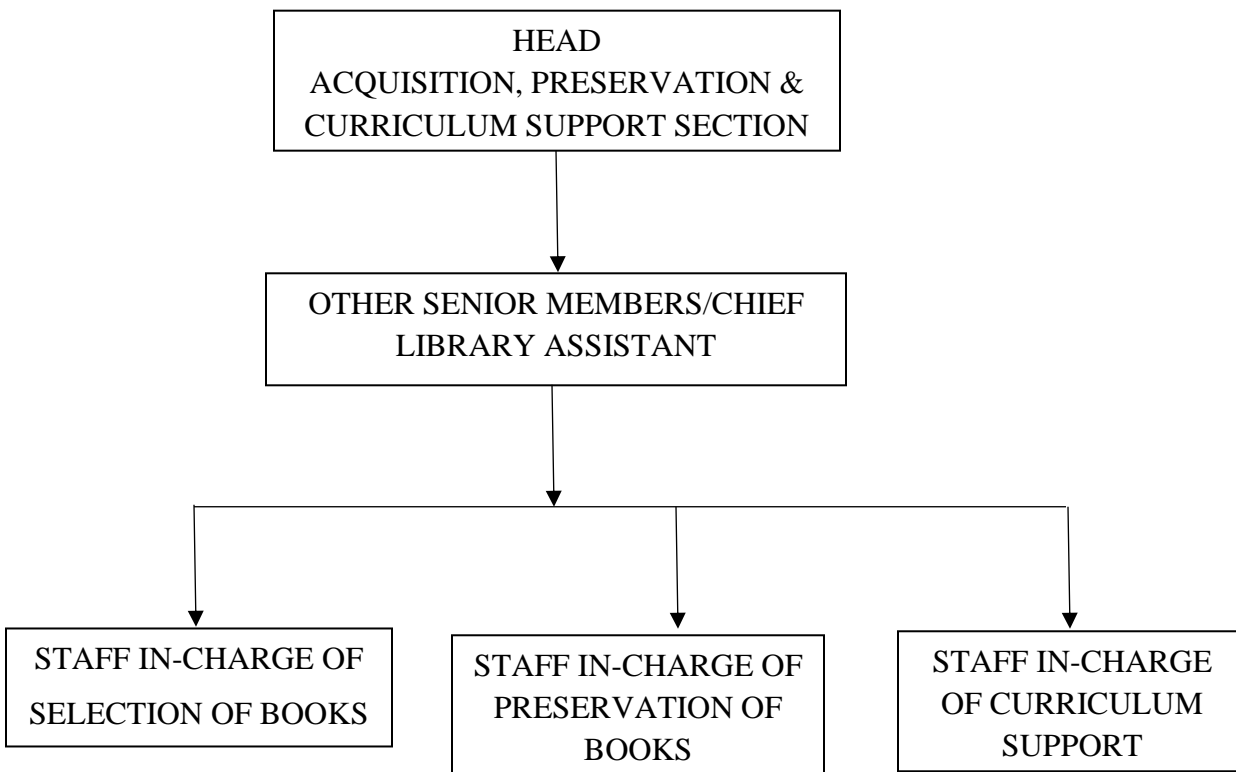 HEAD
ACQUISITION, PRESERVATION &
CURRICULUM SUPPORT SECTION
OTHER SENIOR MEMBERS/CHIEF
LIBRARY ASSISTANT
STAFF IN-CHARGE OF
SELECTION OF BOOKS
STAFF IN-CHARGE OF
PRESERVATION OF
BOOKS
STAFF IN-CHARGE
OF CURRICULUM
SUPPORT